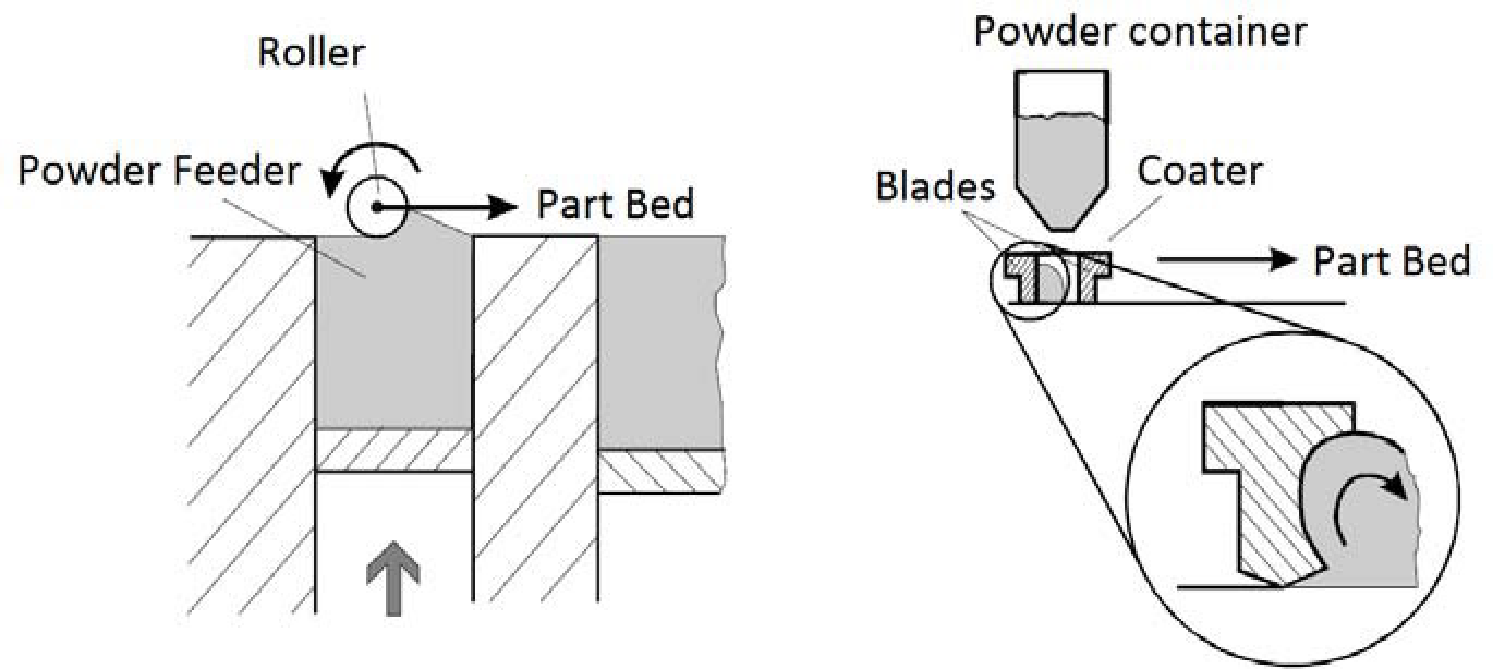 Roller
Powder Feeder
Part Bed
Powder container
Blades
Coater
Part Bed